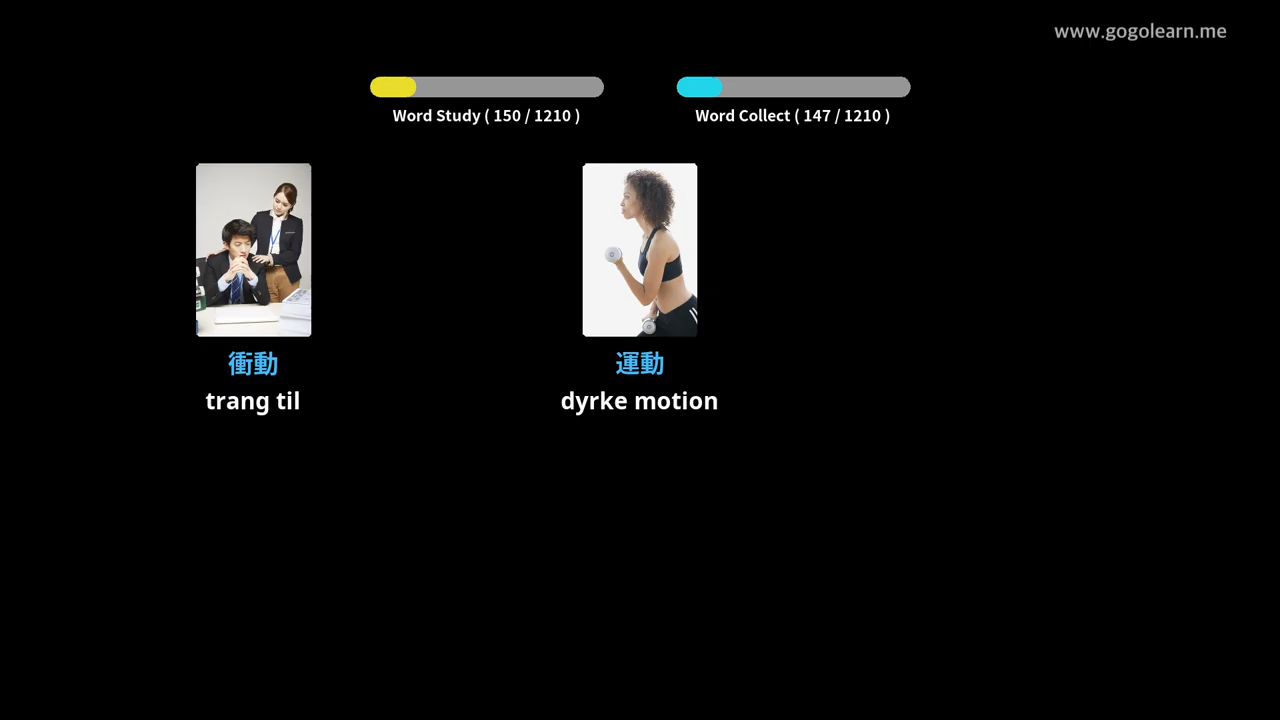 www.gogolearn.me
Word Study ( 150 / 1210 )
Word Collect ( 147 / 1210 )
衝動
trang til
運動
dyrke motion